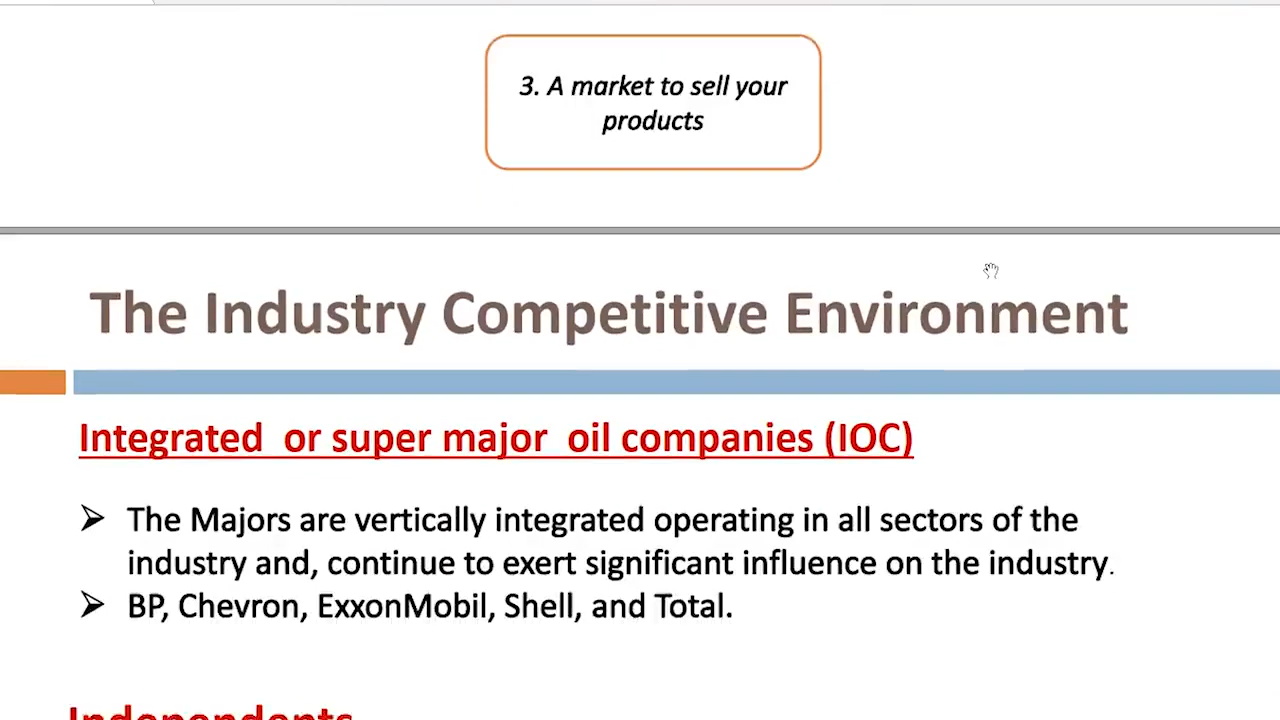 3. A market to sell your
products
The Industry Competitive Environment
Integrated or super major oil companies (IOC)
➢ The Majors are vertically integrated operating in all sectors of the
industry and, continue to exert significant influence on the industry.
➢ BP, Chevron, ExxonMobil, Shell, and Total.
Independents